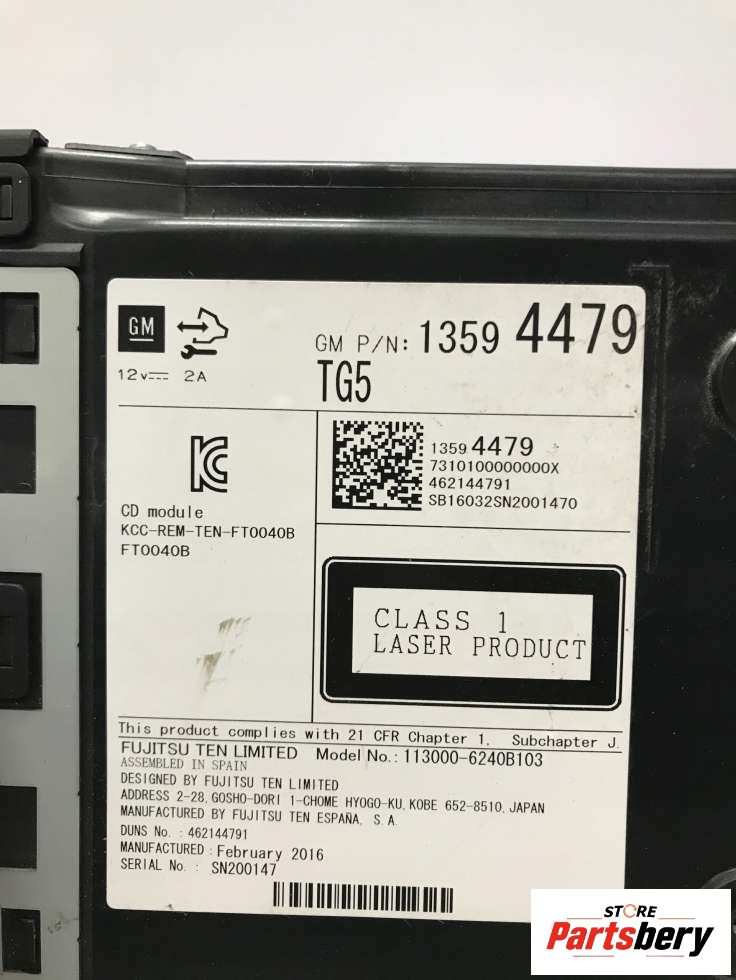 GM
GM P/N: 1359 4479
12v 2A
TG5
1359 4479
7310100000000X
462144791
SB16032SN2001470
CD module
KCC-REM-TEN-FT0040B
FT0040B
CLASS 1
LASER PRODUCT
This product complies with 21 CFR Chapter 1, Subchapter J.
FUJITSU TEN LIMITED Model No.: 113000-6240B103
ASSEMBLED IN SPAIN
DESIGNED BY FUJITSU TEN LIMITED
ADDRESS 2-28, GOSHO-DORI 1-CHOME HYOGO-KU, KOBE 652-8510, JAPAN
MANUFACTURED BY FUJITSU TEN ESPAÑA, S.A.
DUNS No. : 462144791
MANUFACTURED : February 2016
SERIAL No. : SN200147
STORE
Partsbery